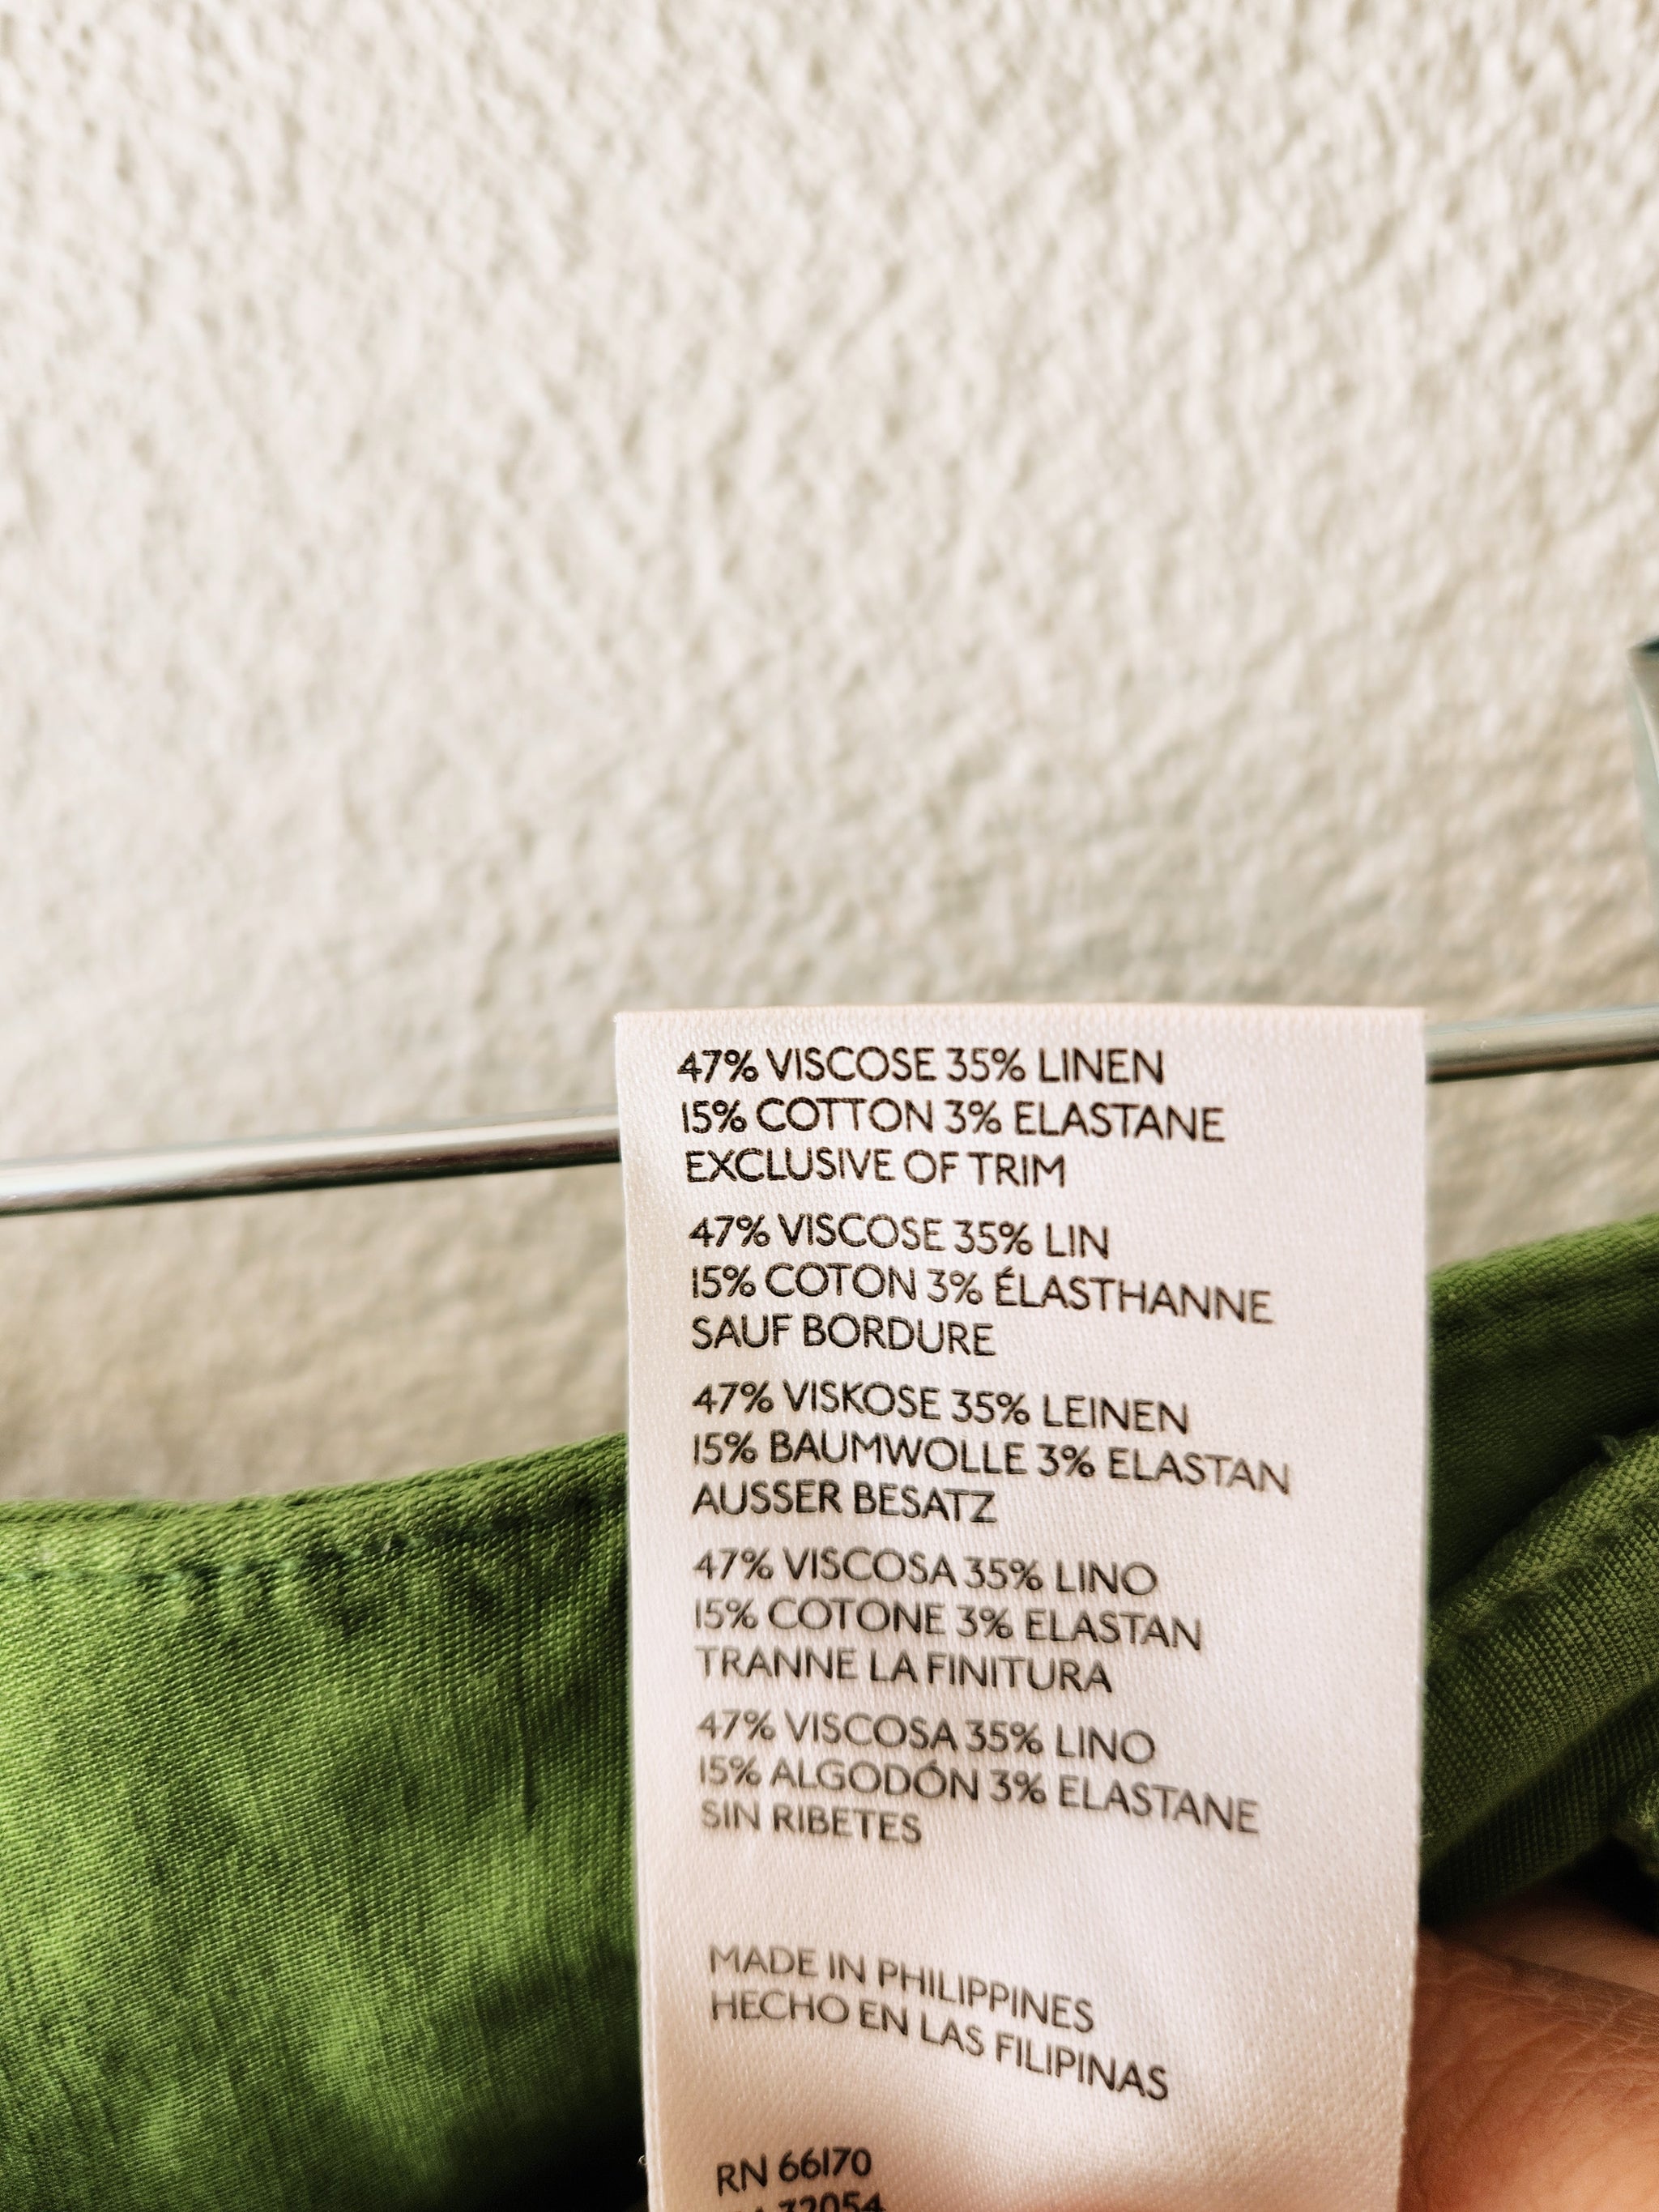 47% VISCOSE 35% LINEN
15% COTTON 3% ELASTANE
EXCLUSIVE OF TRIM
47% VISCOSE 35% LIN
15% COTON 3% ÉLASTHANNE
SAUF BORDURE
47% VISKOSE 35% LEINEN
15% BAUMWOLLE 3% ELASTAN
AUSSER BESATZ
47% VISCOSA 35% LINO
15% COTONE 3% ELASTAN
TRANNE LA FINITURA
47% VISCOSA 35% LINO
15% ALGODÓN 3% ELASTANE
SIN RIBETES
MADE IN PHILIPPINES
HECHO EN LAS FILIPINAS
RN 66170
32054